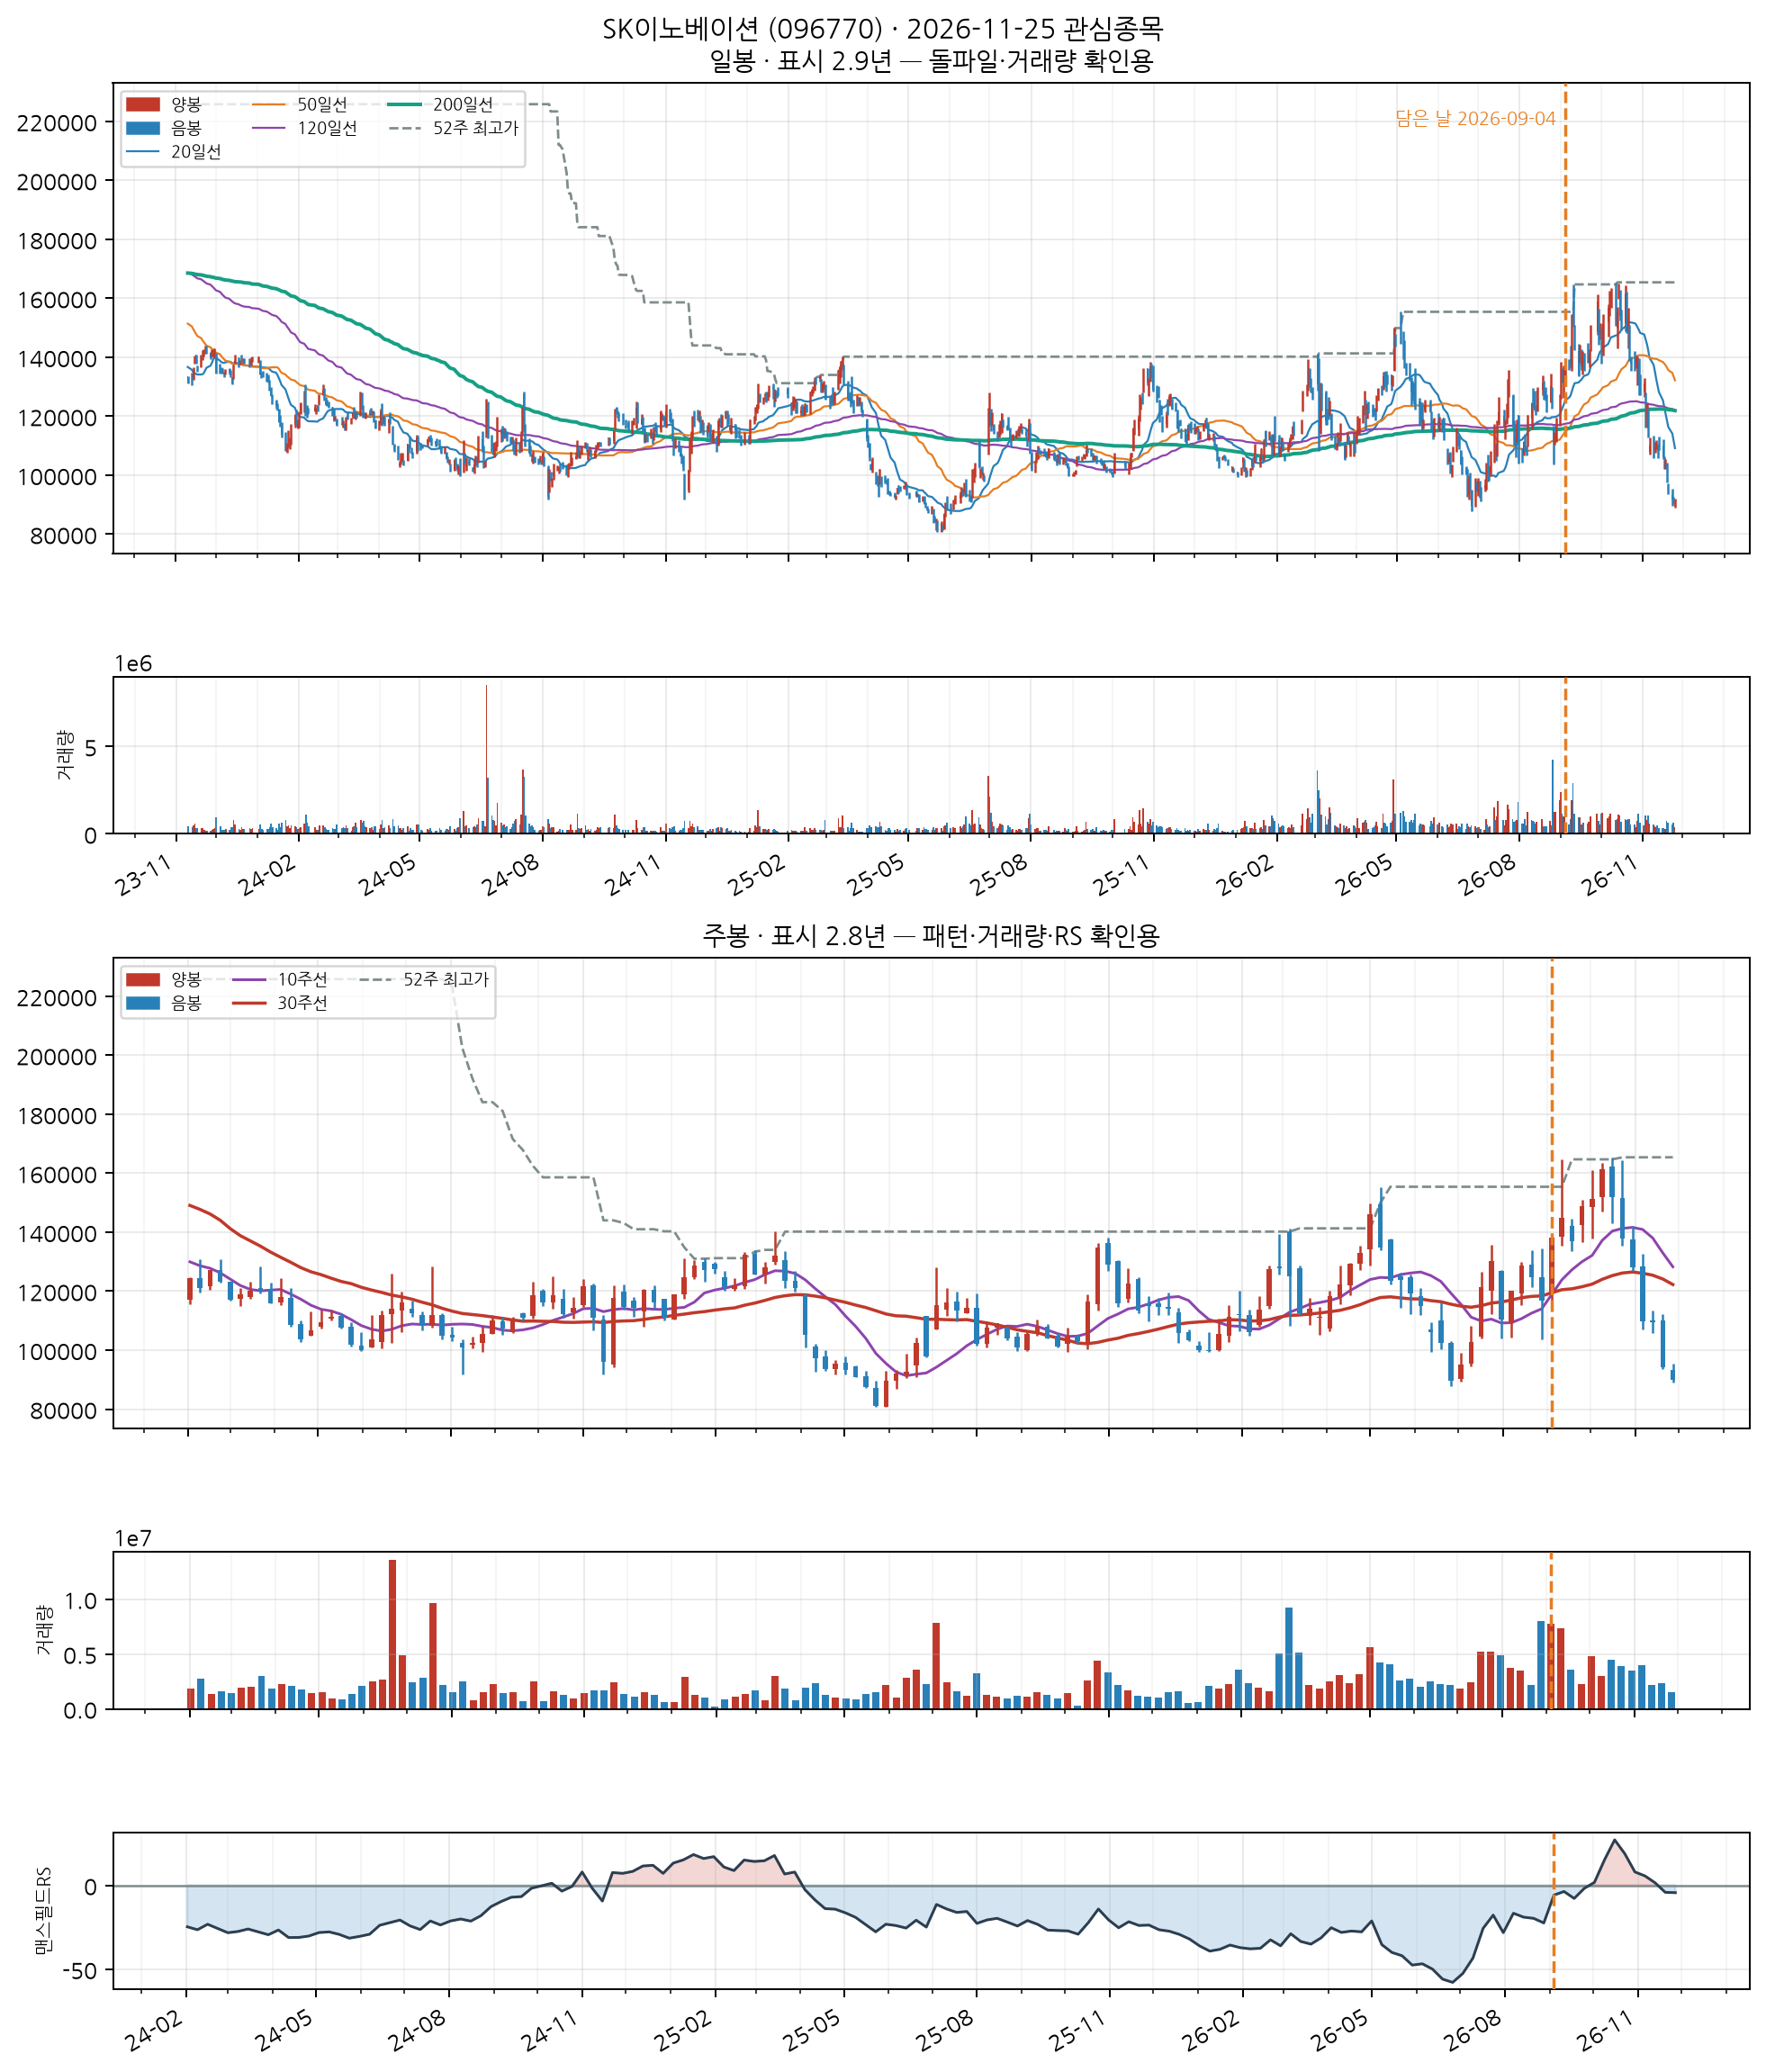 SK이노베이션 (096770) · 2026-11-25 관심종목
일봉 · 표시 2.9년 — 돌파일·거래량 확인용
양봉
음봉
20일선
50일선
120일선
200일선
52주 최고가
담은 날 2026-09-04
220000
200000
180000
160000
140000
120000
100000
80000
1e6
거래량
5
0
23-11
24-02
24-05
24-08
24-11
25-02
25-05
25-08
25-11
26-02
26-05
26-08
26-11
주봉 · 표시 2.8년 — 패턴·거래량·RS 확인용
양봉
음봉
10주선
30주선
52주 최고가
220000
200000
180000
160000
140000
120000
100000
80000
1e7
거래량
1.0
0.5
0.0
맨스필드RS
0
-50
24-02
24-05
24-08
24-11
25-02
25-05
25-08
25-11
26-02
26-05
26-08
26-11